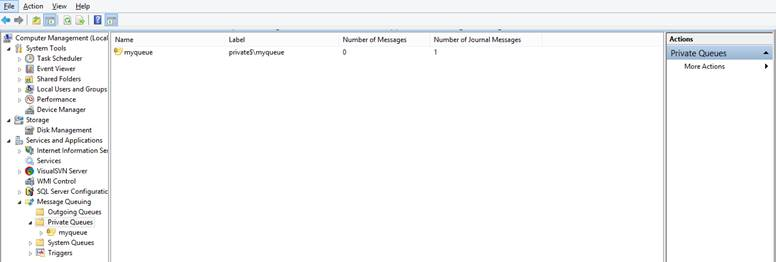 File Action View Help
Computer Management (Local
System Tools
Task Scheduler
Event Viewer
Shared Folders
Local Users and Groups
Performance
Device Manager
Storage
Disk Management
Services and Applications
Internet Information Ser
Services
VisualSVN Server
WMI Control
SQL Server Configuratic
Message Queuing
Outgoing Queues
Private Queues
myqueue
System Queues
Triggers
Name Label Number of Messages Number of Journal Messages
myqueue private$\myqueue 0 1
Actions
Private Queues
More Actions